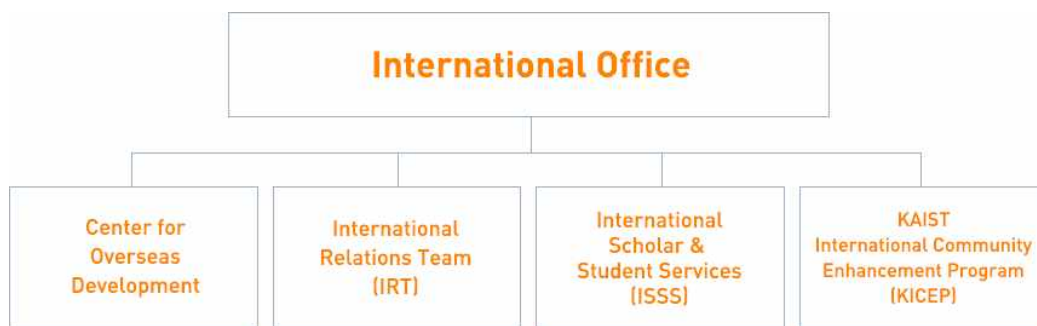 International Office
Center for
Overseas
Development
International
Relations Team
(IRT)
International
Scholar &
Student Services
(ISSS)
KAIST
International Community
Enhancement Program
(KICEP)